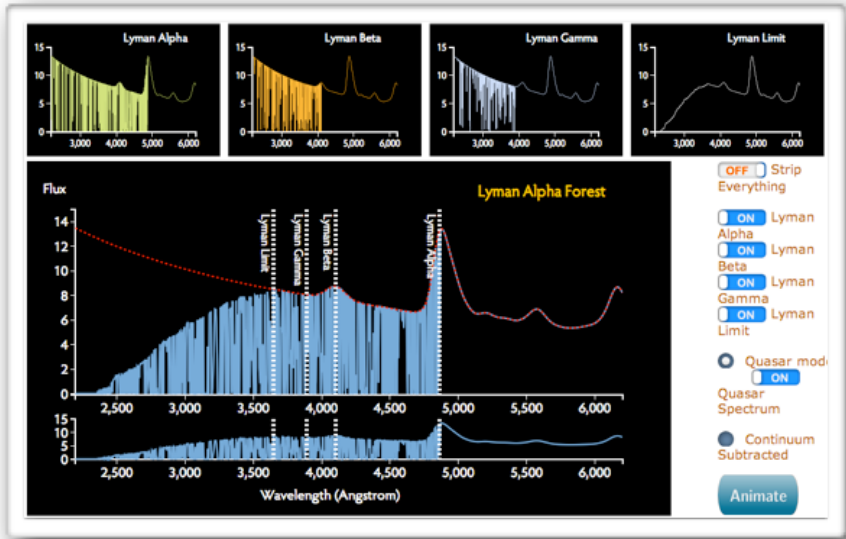 Lyman Alpha
15
10
5
0
3,000 4,000 5,000 6,000
Lyman Beta
15
10
5
0
3,000 4,000 5,000 6,000
Lyman Gamma
15
10
5
0
3,000 4,000 5,000 6,000
Lyman Limit
15
10
5
0
3,000 4,000 5,000 6,000
Flux
Lyman Alpha Forest
14
12
10
8
6
4
2
0
Lyman Limit
Lyman Gamma
Lyman Beta
Lyman Alpha
2,500 3,000 3,500 4,000 4,500 5,000 5,500 6,000
15
10
5
0
2,500 3,000 3,500 4,000 4,500 5,000 5,500 6,000
Wavelength (Angstrom)
OFF Strip
Everything
ON Lyman
Alpha
ON Lyman
Beta
ON Lyman
Gamma
ON Lyman
Limit
Quasar mod
ON
Quasar
Spectrum
Continuum
Subtracted
Animate